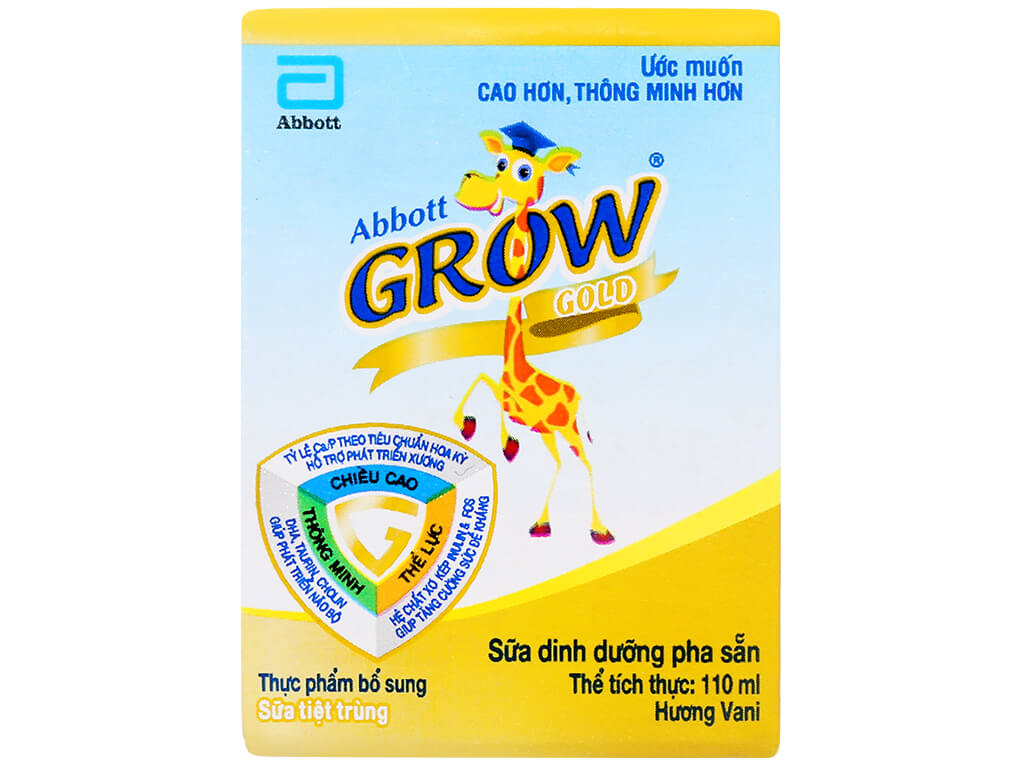 Abbott
Ước muốn
CAO HƠN, THÔNG MINH HƠN
Abbott
GROW®
GOLD
TỶ LỆ Ca/P THEO TIÊU CHUẨN HOA KỲ
HỖ TRỢ PHÁT TRIỂN XƯƠNG
CHIỀU CAO
THÔNG MINH
DHA, TAURIN, CHOLIN
GIÚP PHÁT TRIỂN NÃO BỘ
G
THỂ LỰC
HỆ CHẤT XƠ KÉP INULIN & FOS
GIÚP TĂNG CƯỜNG SỨC ĐỀ KHÁNG
Thực phẩm bổ sung
Sữa tiệt trùng
Sữa dinh dưỡng pha sẵn
Thể tích thực: 110 ml
Hương Vani